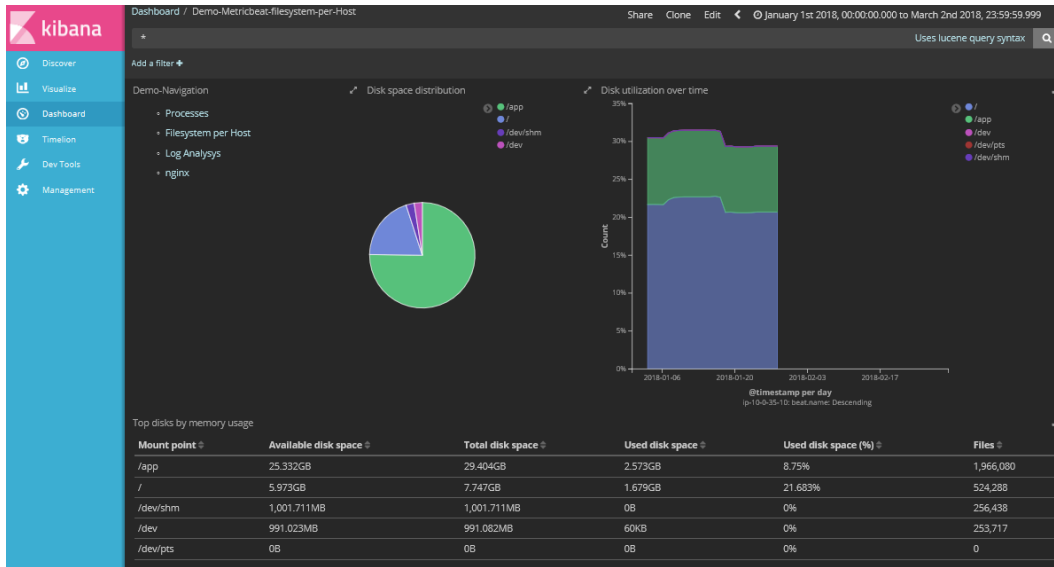 kibana
Discover
Visualize
Dashboard
Timelion
Dev Tools
Management
Dashboard / Demo-Metricbeat-filesystem-per-Host
Share Clone Edit January 1st 2018, 00:00:00.000 to March 2nd 2018, 23:59:59.999
* Uses lucene query syntax
Add a filter +
Demo-Navigation
Processes
Filesystem per Host
Log Analysys
nginx
Disk space distribution
/app
/
/dev/shm
/dev
Disk utilization over time
35%
30%
25%
20%
15%
10%
5%
0%
Count
2018-01-06 2018-01-20 2018-02-03 2018-02-17
@timestamp per day
ip-10-0-35-10: beat.name: Descending
/
/app
/dev
/dev/pts
/dev/shm
Top disks by memory usage
Mount point Available disk space Total disk space Used disk space Used disk space (%) Files
/app 25.332GB 29.404GB 2.573GB 8.75% 1,966,080
/ 5.973GB 7.747GB 1.679GB 21.683% 524,288
/dev/shm 1,001.711MB 1,001.711MB 0B 0% 256,438
/dev 991.023MB 991.082MB 60KB 0% 253,717
/dev/pts 0B 0B 0B 0% 0